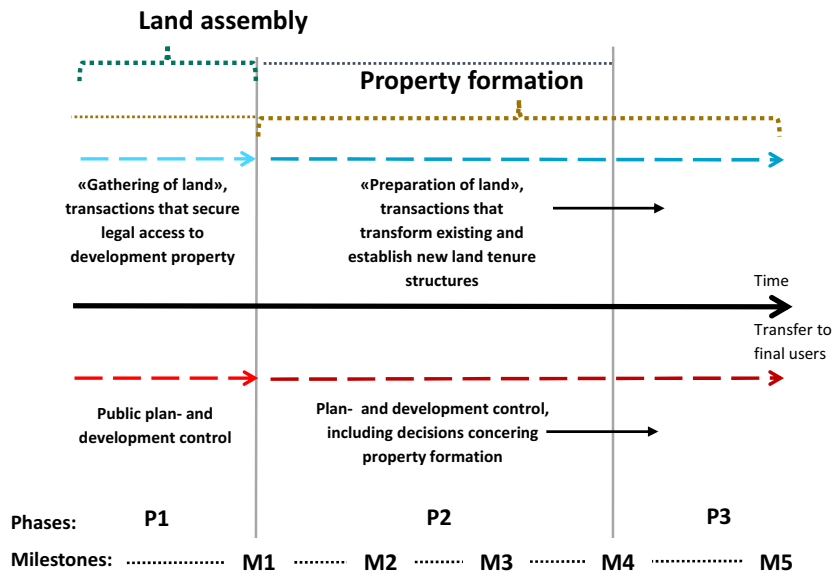 Land assembly
Property formation
«Gathering of land»,
transactions that secure
legal access to
development property
«Preparation of land»,
transactions that
transform existing and
establish new land tenure
structures
Time
Transfer to
final users
Public plan- and
development control
Plan- and development control,
including decisions concering
property formation
Phases: P1 P2 P3
Milestones: M1 M2 M3 M4 M5